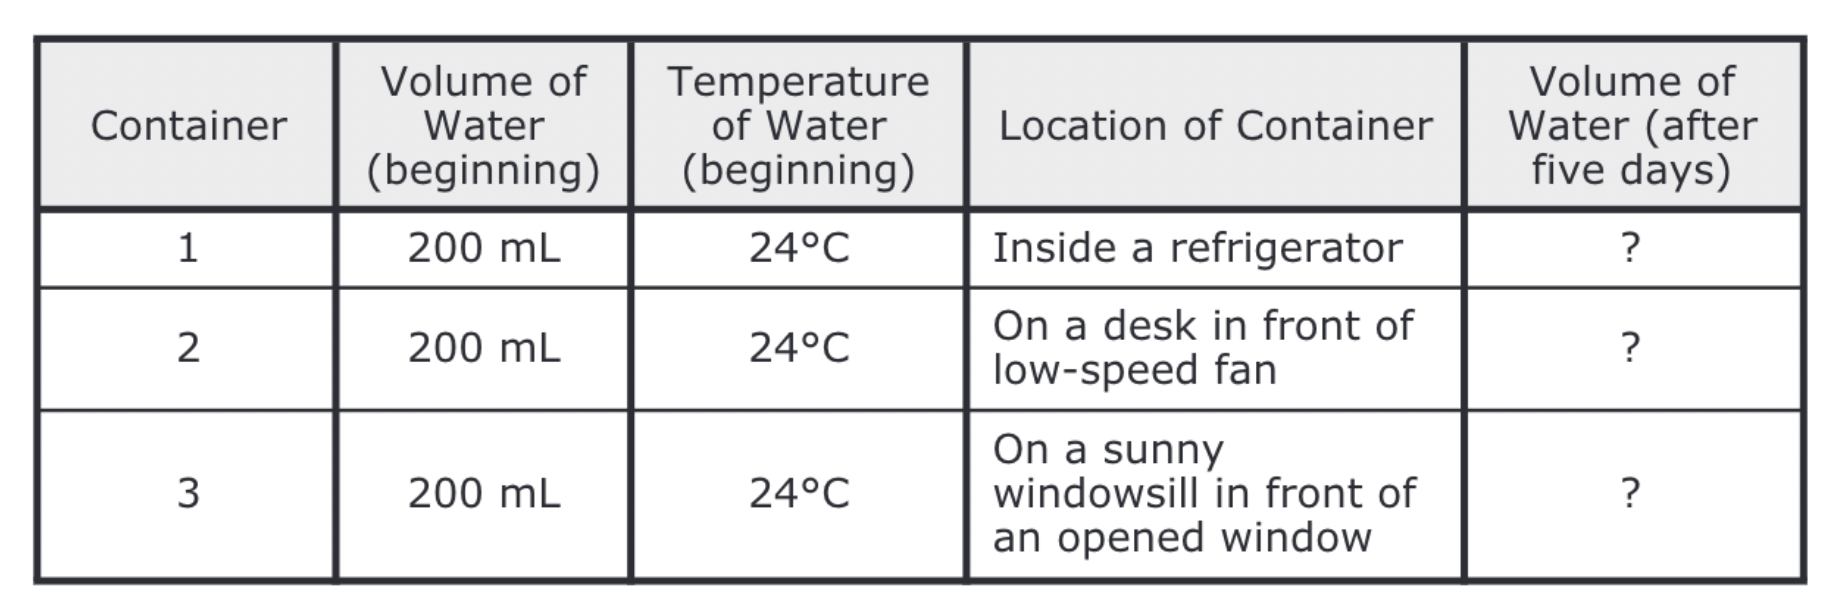 Container
Volume of
Water
(beginning)
Temperature
of Water
(beginning)
Location of Container
Volume of
Water (after
five days)
1
200 mL
24°C
Inside a refrigerator
?
2
200 mL
24°C
On a desk in front of
low-speed fan
?
3
200 mL
24°C
On a sunny
windowsill in front of
an opened window
?